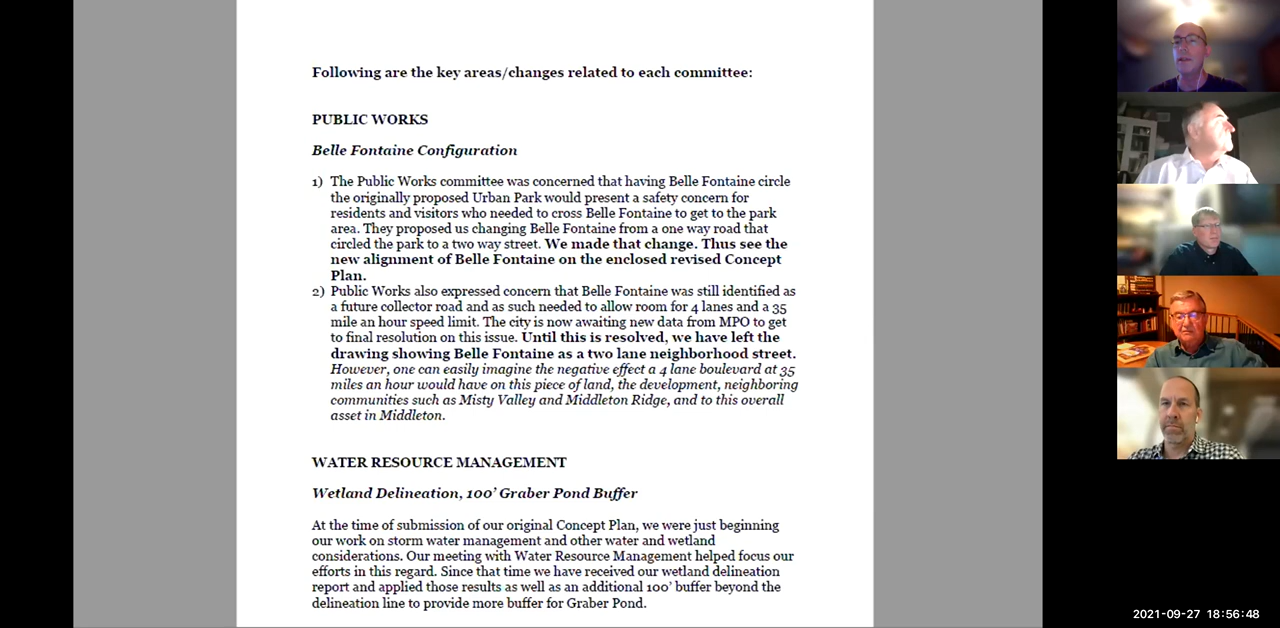 Following are the key areas/changes related to each committee:
PUBLIC WORKS
Belle Fontaine Configuration
1) The Public Works committee was concerned that having Belle Fontaine circle
the originally proposed Urban Park would present a safety concern for
residents and visitors who needed to cross Belle Fontaine to get to the park
area. They proposed us changing Belle Fontaine from a one way road that
circled the park to a two way street. We made that change. Thus see the
new alignment of Belle Fontaine on the enclosed revised Concept
Plan.
2) Public Works also expressed concern that Belle Fontaine was still identified as
a future collector road and as such needed to allow room for 4 lanes and a 35
mile an hour speed limit. The city is now awaiting new data from MPO to get
to final resolution on this issue. Until this is resolved, we have left the
drawing showing Belle Fontaine as a two lane neighborhood street.
However, one can easily imagine the negative effect a 4 lane boulevard at 35
miles an hour would have on this piece of land, the development, neighboring
communities such as Misty Valley and Middleton Ridge, and to this overall
asset in Middleton.
WATER RESOURCE MANAGEMENT
Wetland Delineation, 100’ Graber Pond Buffer
At the time of submission of our original Concept Plan, we were just beginning
our work on storm water management and other water and wetland
considerations. Our meeting with Water Resource Management helped focus our
efforts in this regard. Since that time we have received our wetland delineation
report and applied those results as well as an additional 100’ buffer beyond the
delineation line to provide more buffer for Graber Pond.
2021-09-27 18:56:48